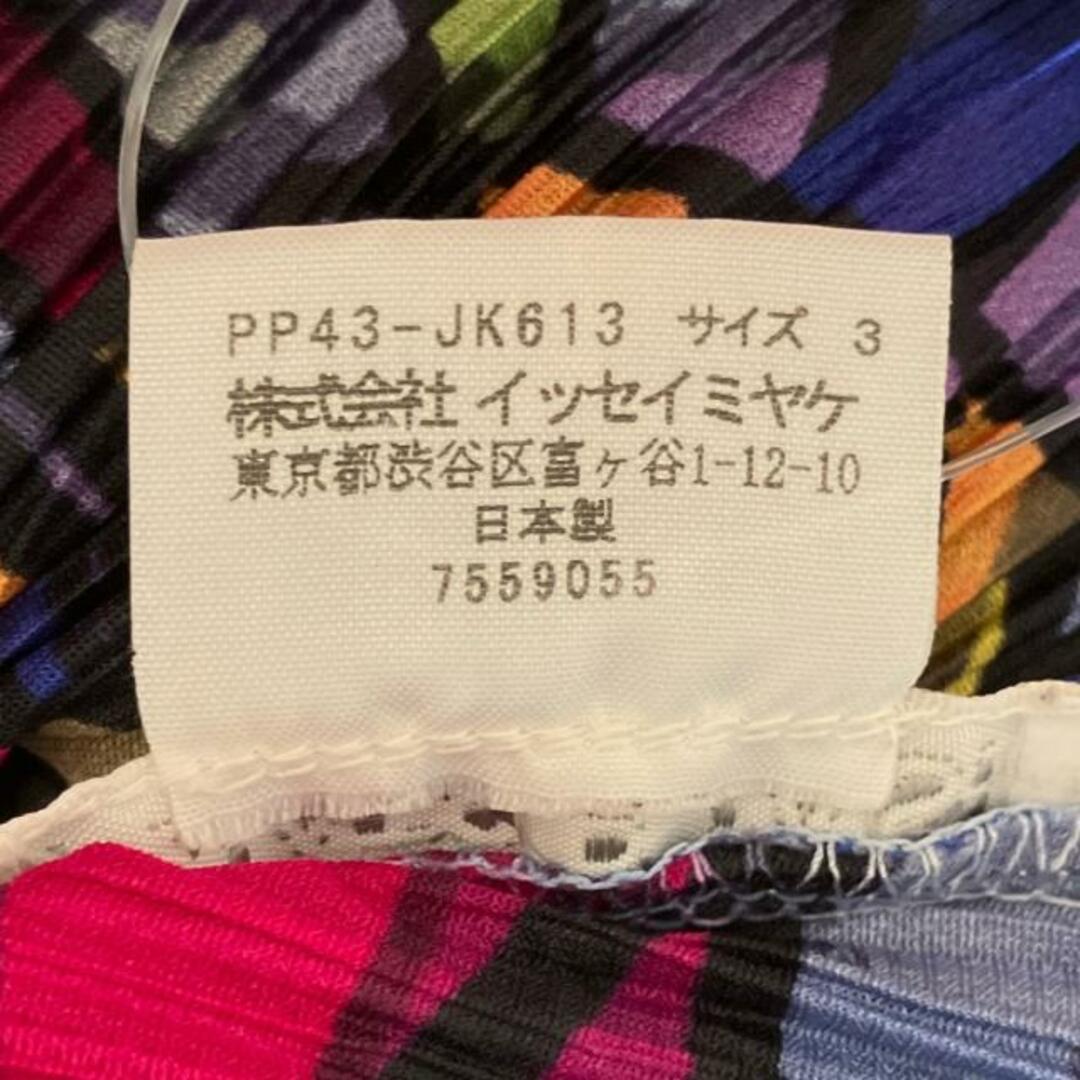 PP43-JK613 サイズ 3
株式会社 イッセイミヤケ
東京都渋谷区富ヶ谷1-12-10
日本製
7559055